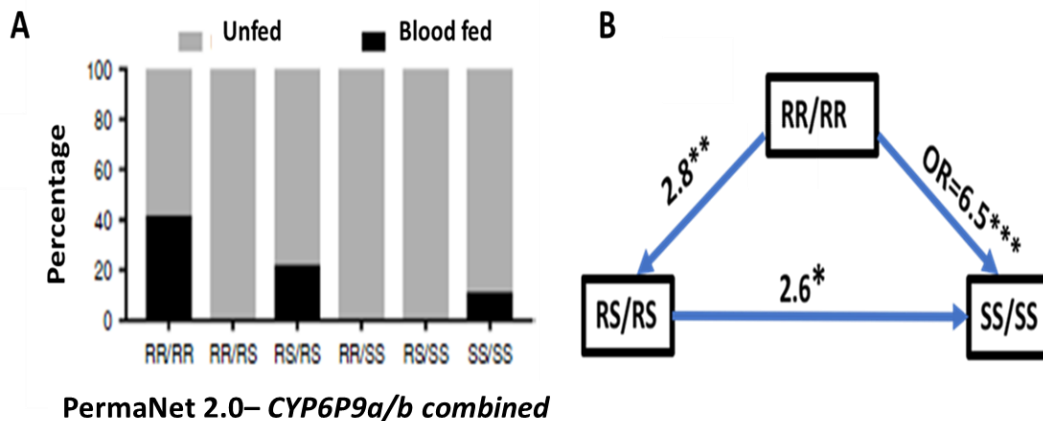 A
Unfed
Blood fed
Percentage
100
80
60
40
20
0
RR/RR RR/RS RS/RS RR/SS RS/SS SS/SS
PermaNet 2.0– CYP6P9a/b combined
B
RR/RR
2.8**
OR=6.5***
2.6*
RS/RS
SS/SS